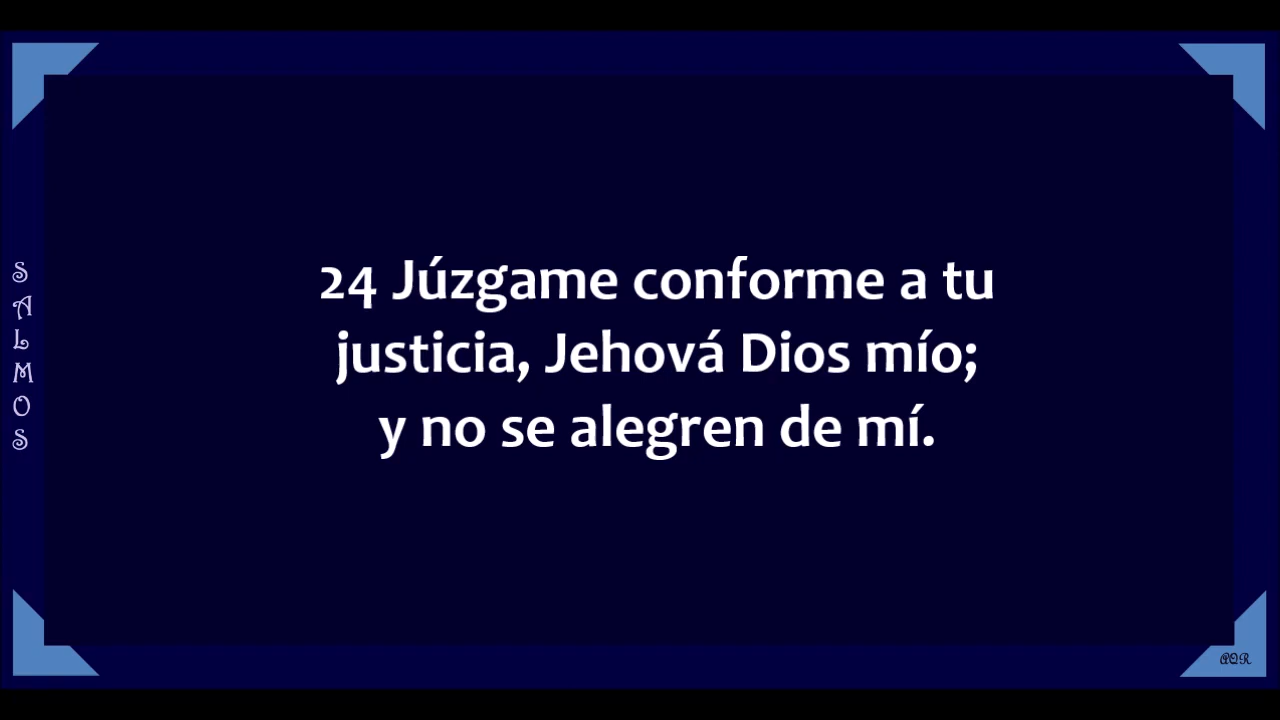 SALMOS
24 Júzgame conforme a tu
justicia, Jehová Dios mío;
y no se alegren de mí.